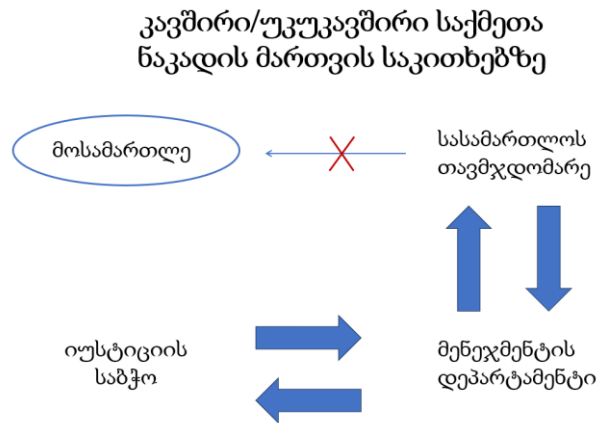 კავშირი/უკუკავშირი საქმეთა
ნაკადის მართვის საკითხებზე
მოსამართლე
სასამართლოს
თავმჯდომარე
იუსტიციის
საბჭო
მენეჯმენტის
დეპარტამენტი